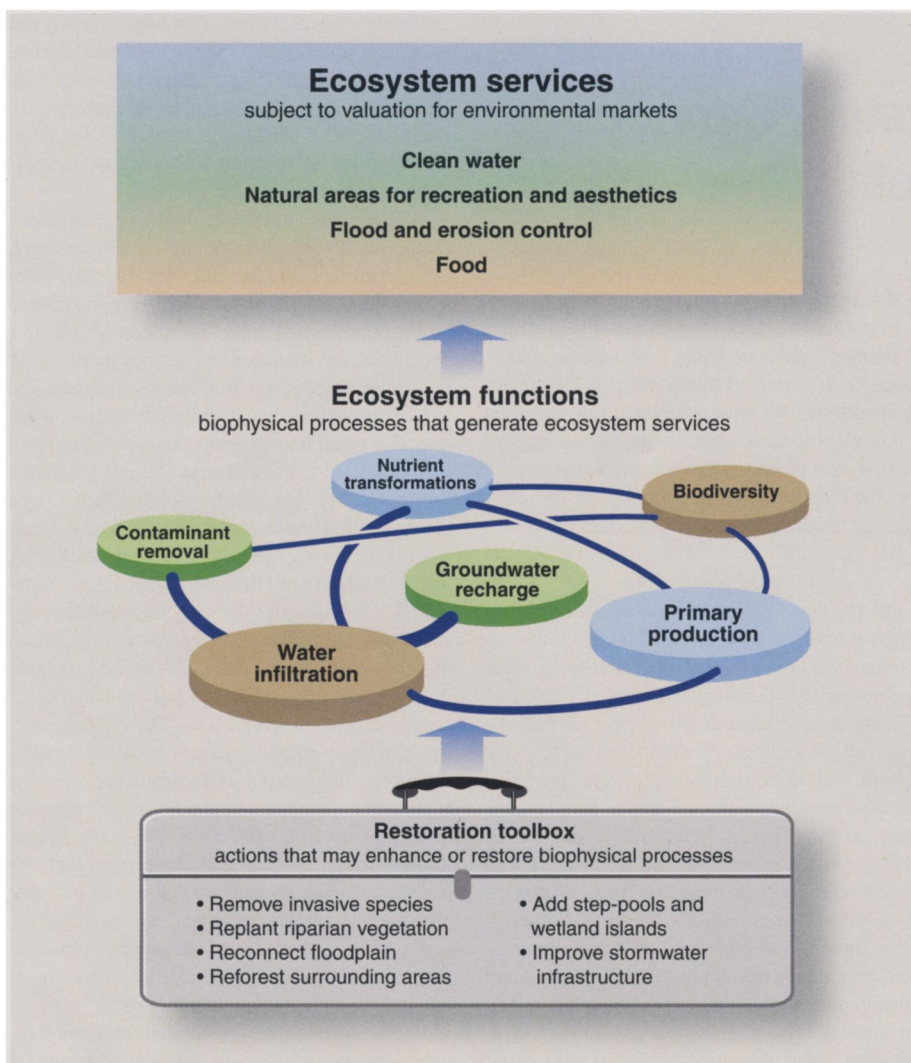 Ecosystem services
subject to valuation for environmental markets
Clean water
Natural areas for recreation and aesthetics
Flood and erosion control
Food
Ecosystem functions
biophysical processes that generate ecosystem services
Nutrient
transformations
Biodiversity
Contaminant
removal
Groundwater
recharge
Primary
production
Water
infiltration
Restoration toolbox
actions that may enhance or restore biophysical processes
• Remove invasive species
• Replant riparian vegetation
• Reconnect floodplain
• Reforest surrounding areas
• Add step-pools and
wetland islands
• Improve stormwater
infrastructure